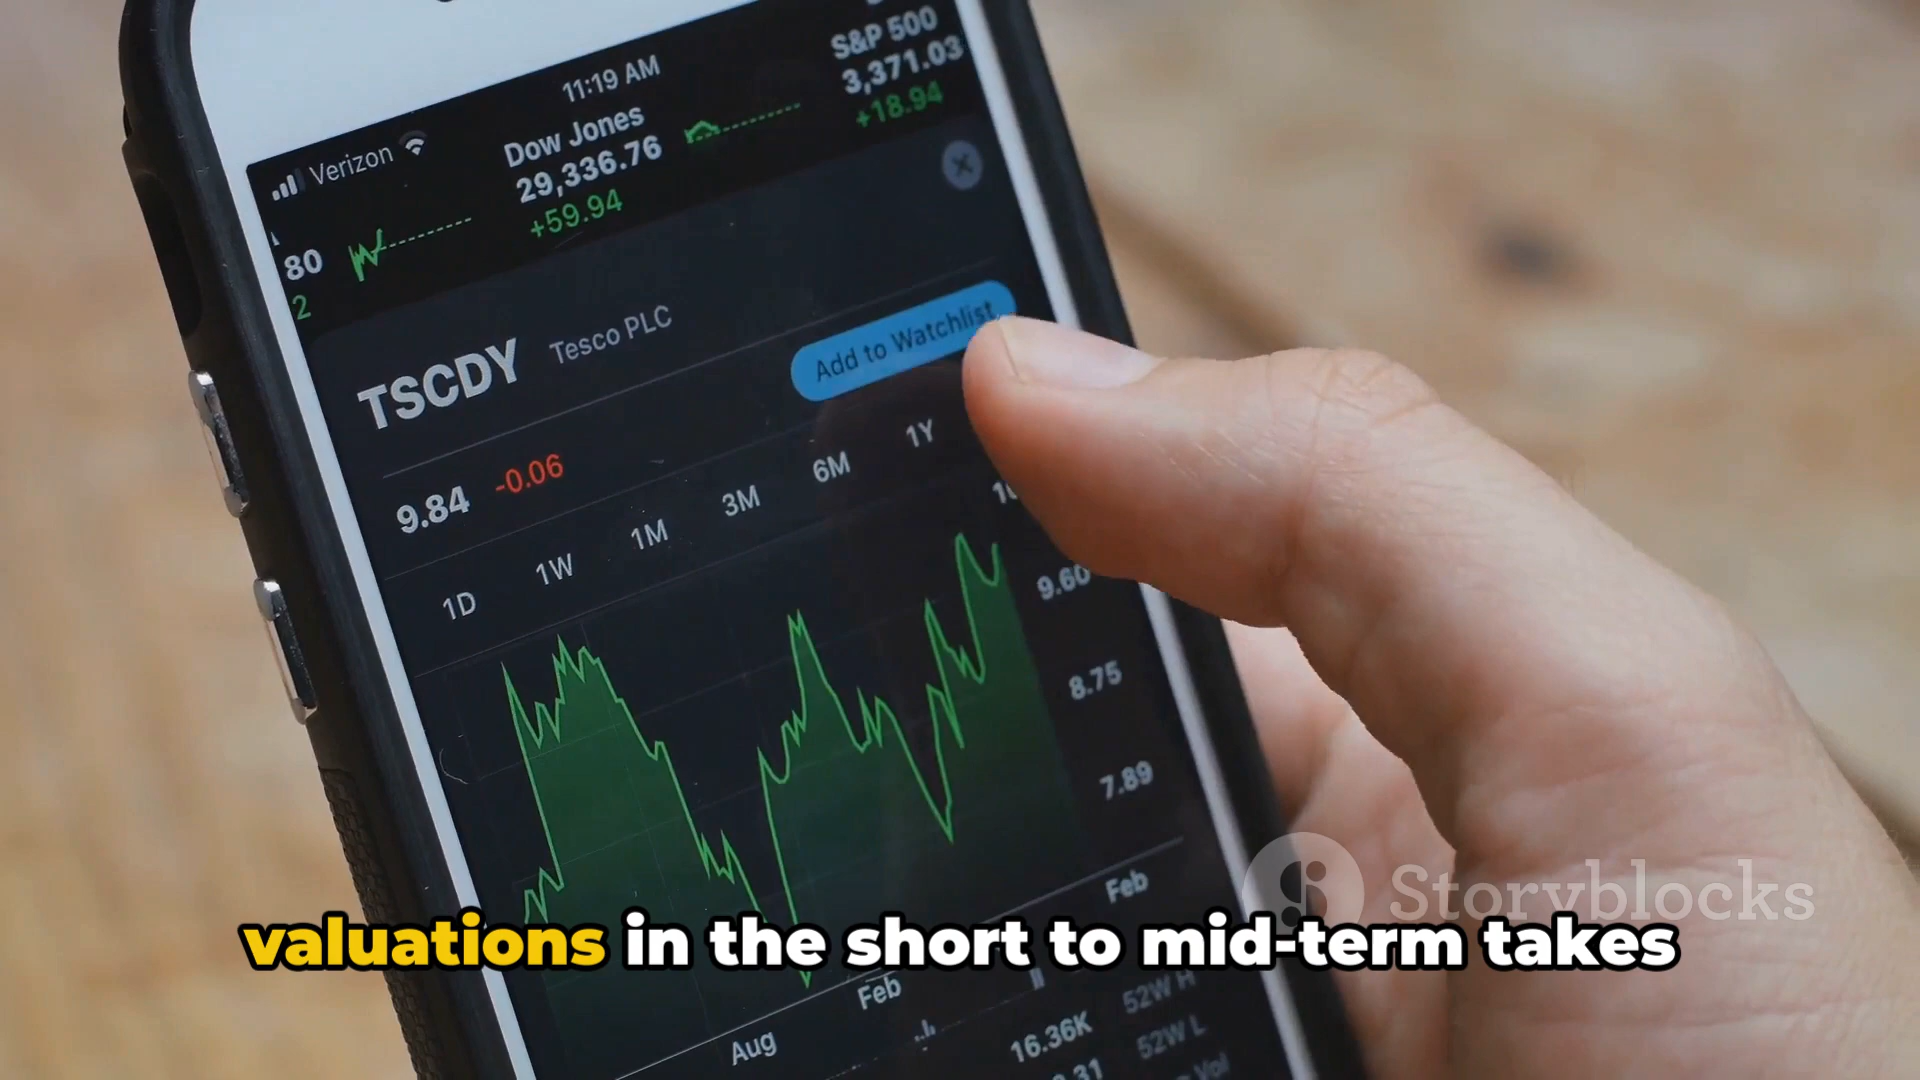 11:19 AM
Verizon
Dow Jones
29,336.76
+59.94
S&P 500
3,371.03
+18.94
80
2
TSCDY Tesco PLC
Add to Watchlist
9.84 -0.06
1D 1W 1M 3M 6M 1Y
10
9.60
8.75
7.89
Storyblocks
valuations in the short to mid-term takes
Aug Feb Feb
16.36K 52W H
.31 52W L
Vol